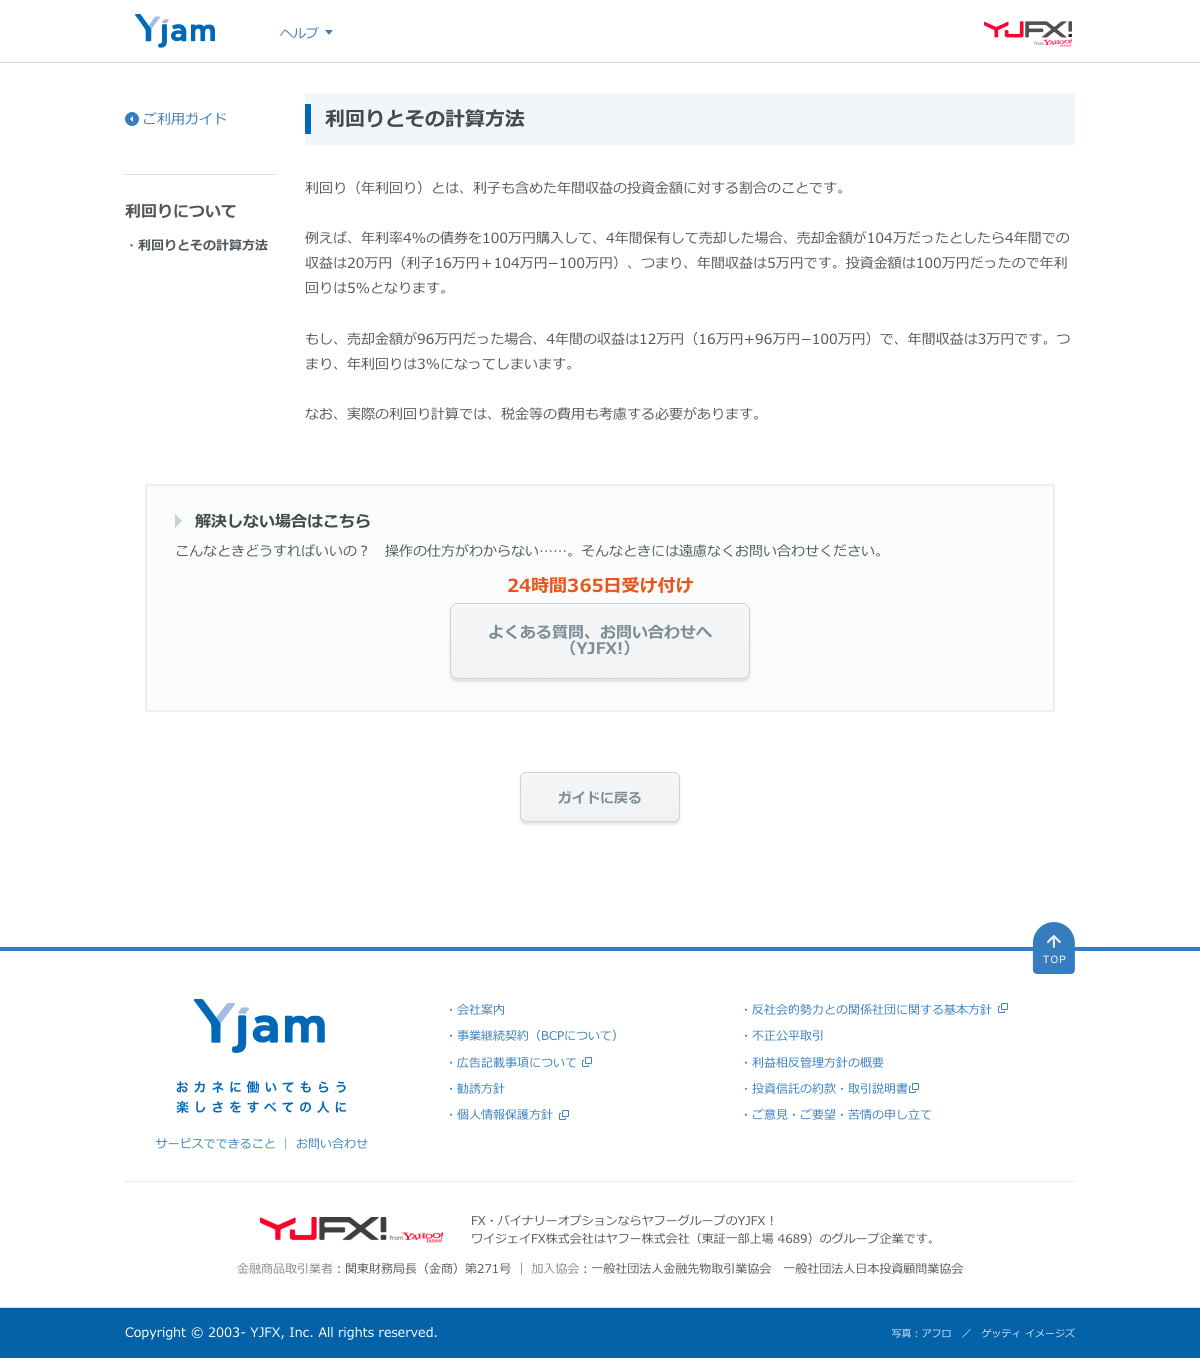 Yjam
ヘルプ
YJFX!
from YAHOO! JAPAN
ご利用ガイド
利回りについて
・利回りとその計算方法
利回りとその計算方法
利回り（年利回り）とは、利子も含めた年間収益の投資金額に対する割合のことです。
例えば、年利率4%の債券を100万円購入して、4年間保有して売却した場合、売却金額が104万だったとしたら4年間での
収益は20万円（利子16万円＋104万円−100万円）、つまり、年間収益は5万円です。投資金額は100万円だったので年利
回りは5%となります。
もし、売却金額が96万円だった場合、4年間の収益は12万円（16万円+96万円−100万円）で、年間収益は3万円です。つ
まり、年利回りは3%になってしまいます。
なお、実際の利回り計算では、税金等の費用も考慮する必要があります。
解決しない場合はこちら
こんなときどうすればいいの？　操作の仕方がわからない……。そんなときには遠慮なくお問い合わせください。
24時間365日受け付け
よくある質問、お問い合わせへ
（YJFX!）
ガイドに戻る
TOP
Yjam
おカネに働いてもらう
楽しさをすべての人に
サービスでできること ｜ お問い合わせ
・会社案内
・事業継続契約（BCPについて）
・広告記載事項について
・勧誘方針
・個人情報保護方針
・反社会的勢力との関係社団に関する基本方針
・不正公平取引
・利益相反管理方針の概要
・投資信託の約款・取引説明書
・ご意見・ご要望・苦情の申し立て
YJFX! from YAHOO! JAPAN
FX・バイナリーオプションならヤフーグループのYJFX！
ワイジェイFX株式会社はヤフー株式会社（東証一部上場 4689）のグループ企業です。
金融商品取引業者：関東財務局長（金商）第271号 ｜ 加入協会：一般社団法人金融先物取引業協会　一般社団法人日本投資顧問業協会
Copyright © 2003- YJFX, Inc. All rights reserved.
写真：アフロ　／　ゲッティ イメージズ